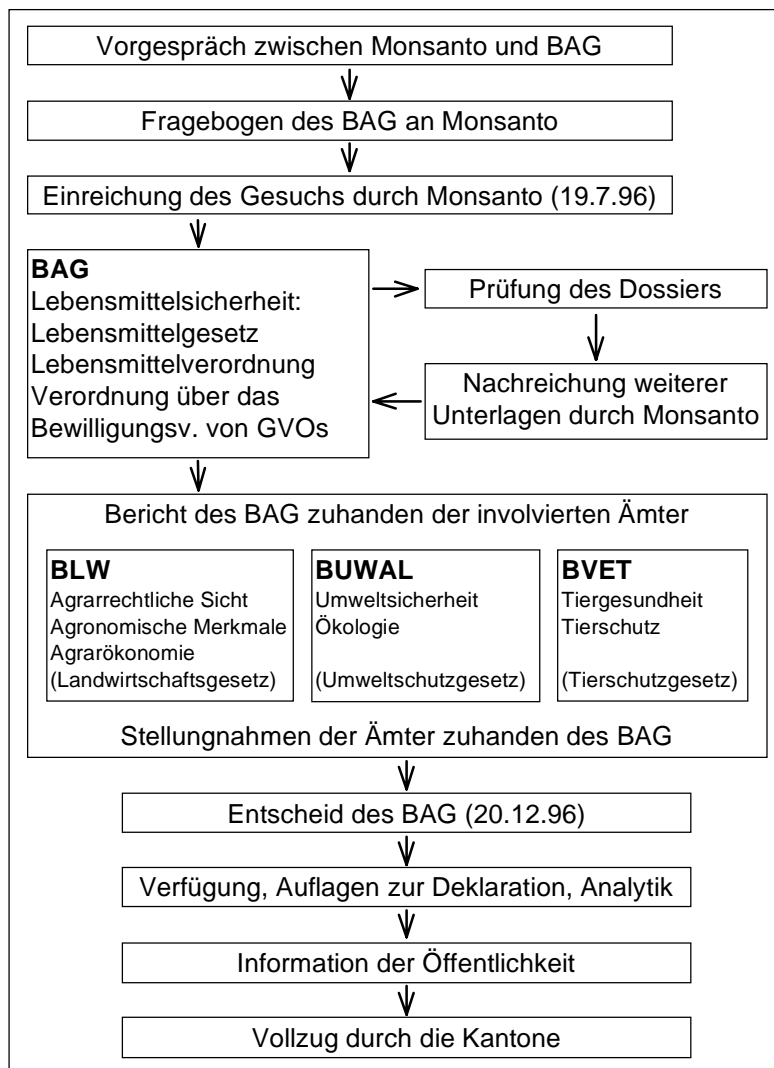 Vorgespräch zwischen Monsanto und BAG
Fragebogen des BAG an Monsanto
Einreichung des Gesuchs durch Monsanto (19.7.96)
BAG
Lebensmittelsicherheit:
Lebensmittelgesetz
Lebensmittelverordnung
Verordnung über das
Bewilligungsv. von GVOs
Prüfung des Dossiers
Nachreichung weiterer
Unterlagen durch Monsanto
Bericht des BAG zuhanden der involvierten Ämter
BLW
Agrarrechtliche Sicht
Agronomische Merkmale
Agrarökonomie
(Landwirtschaftsgesetz)
BUWAL
Umweltsicherheit
Ökologie
(Umweltschutzgesetz)
BVET
Tiergesundheit
Tierschutz
(Tierschutzgesetz)
Stellungnahmen der Ämter zuhanden des BAG
Entscheid des BAG (20.12.96)
Verfügung, Auflagen zur Deklaration, Analytik
Information der Öffentlichkeit
Vollzug durch die Kantone